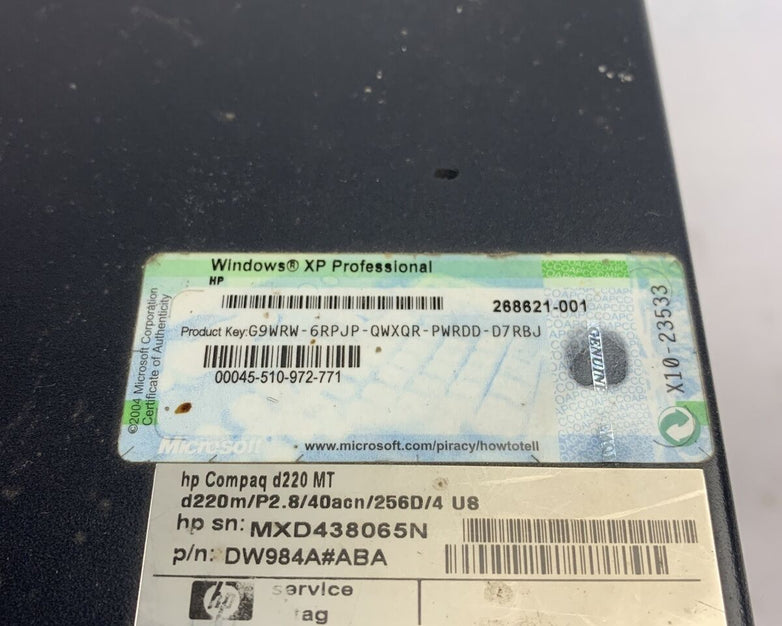 Windows® XP Professional
HP
268621-001
Product Key:G9WRW-6RPJP-QWXQR-PWRDD-D7RBJ
00045-510-972-771
©2004 Microsoft Corporation
Certificate of Authenticity
GENUINE
X10-23533
Microsoft
www.microsoft.com/piracy/howtotell
hp Compaq d220 MT
d220m/P2.8/40acn/256D/4 US
hp sn: MXD438065N
p/n: DW984A#ABA
hp
service
tag